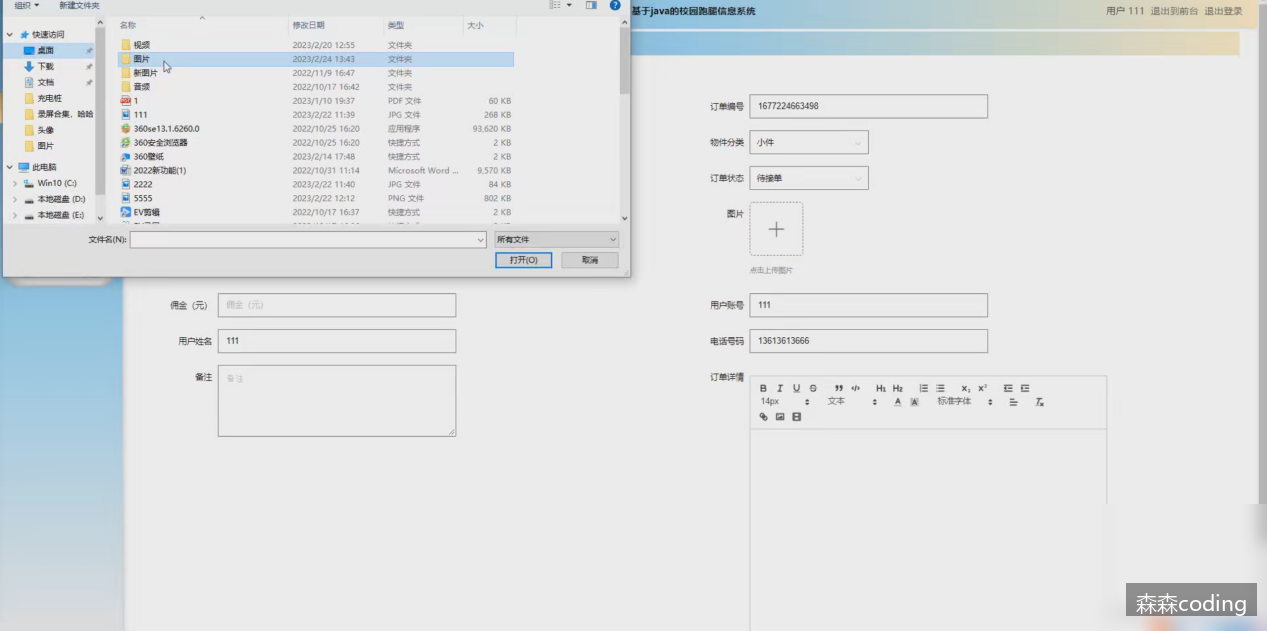 组织 新建文件夹
基于java的校园跑腿信息系统
用户 111 退出到前台 退出登录
名称 修改日期 类型 大小
快速访问
桌面
下载
文档
充电桩
录屏合集，哈哈
头像
图片
此电脑
Win10 (C:)
本地磁盘 (D:)
本地磁盘 (E:)
视频 2023/2/20 12:55 文件夹
图片 2023/2/24 13:43 文件夹
新图片 2022/11/9 16:47 文件夹
音频 2022/10/17 16:42 文件夹
1 2023/1/10 19:37 PDF 文件 60 KB
111 2023/2/22 11:39 JPG 文件 268 KB
360se13.1.6260.0 2022/10/25 16:20 应用程序 93,620 KB
360安全浏览器 2022/10/25 16:20 快捷方式 2 KB
360壁纸 2023/2/14 17:48 快捷方式 2 KB
2022新功能(1) 2022/10/31 11:14 Microsoft Word ... 9,570 KB
2222 2023/2/22 11:40 JPG 文件 84 KB
5555 2023/2/22 12:12 PNG 文件 802 KB
EV剪辑 2022/10/17 16:37 快捷方式 2 KB
文件名(N): 所有文件
打开(O) 取消
订单编号 1677224663498
物件分类 小件
订单状态 待接单
图片
点击上传图片
佣金（元） 佣金（元）
用户账号 111
用户姓名 111
电话号码 13613613666
备注 备注
订单详情
B I U S H1 H2 x₂ x²
14px 文本 A A 标准字体
森森coding